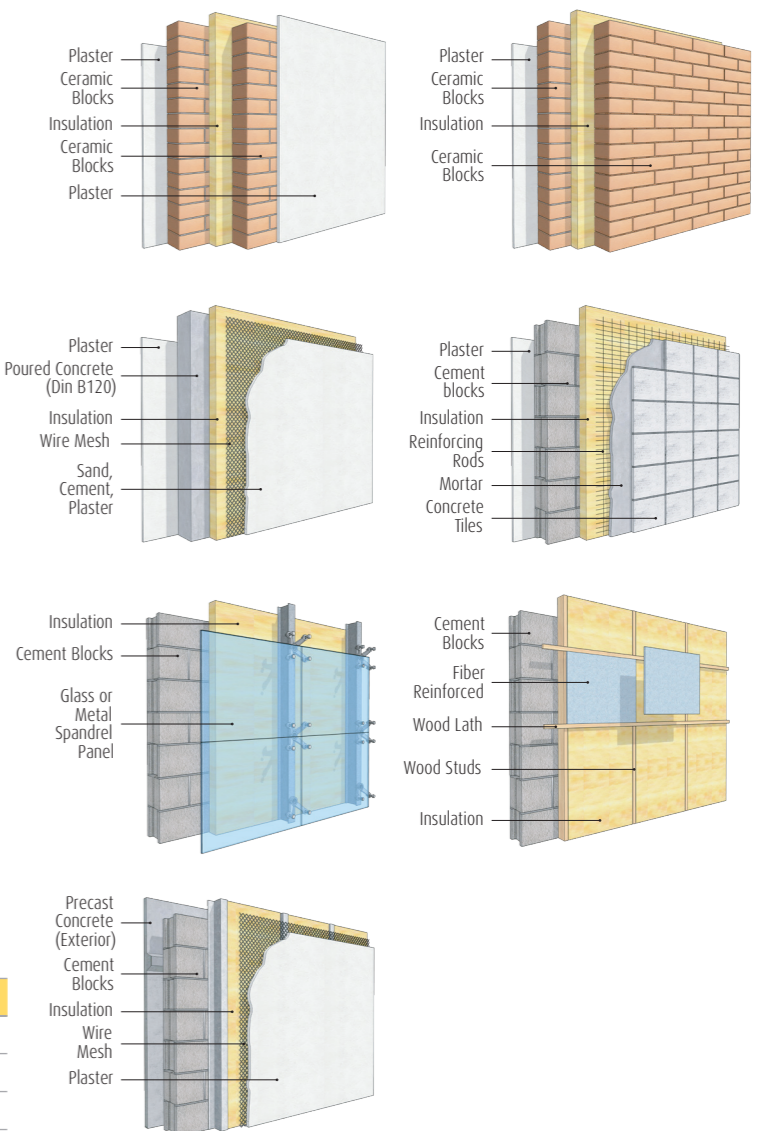 Plaster
Ceramic
Blocks
Insulation
Ceramic
Blocks
Plaster
Plaster
Ceramic
Blocks
Insulation
Ceramic
Blocks
Plaster
Poured Concrete
(Din B120)
Insulation
Wire Mesh
Sand,
Cement,
Plaster
Plaster
Cement
blocks
Insulation
Reinforcing
Rods
Mortar
Concrete
Tiles
Insulation
Cement Blocks
Glass or
Metal
Spandrel
Panel
Cement
Blocks
Fiber
Reinforced
Wood Lath
Wood Studs
Insulation
Precast
Concrete
(Exterior)
Cement
Blocks
Insulation
Wire
Mesh
Plaster